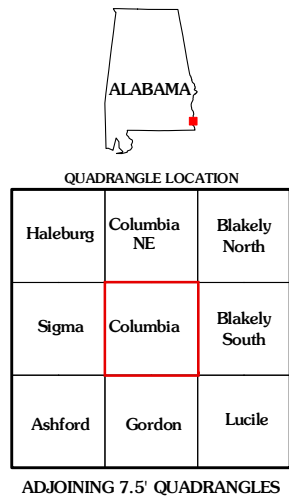 ALABAMA
QUADRANGLE LOCATION
Haleburg
Columbia
NE
Blakely
North
Sigma
Columbia
Blakely
South
Ashford
Gordon
Lucile
ADJOINING 7.5' QUADRANGLES